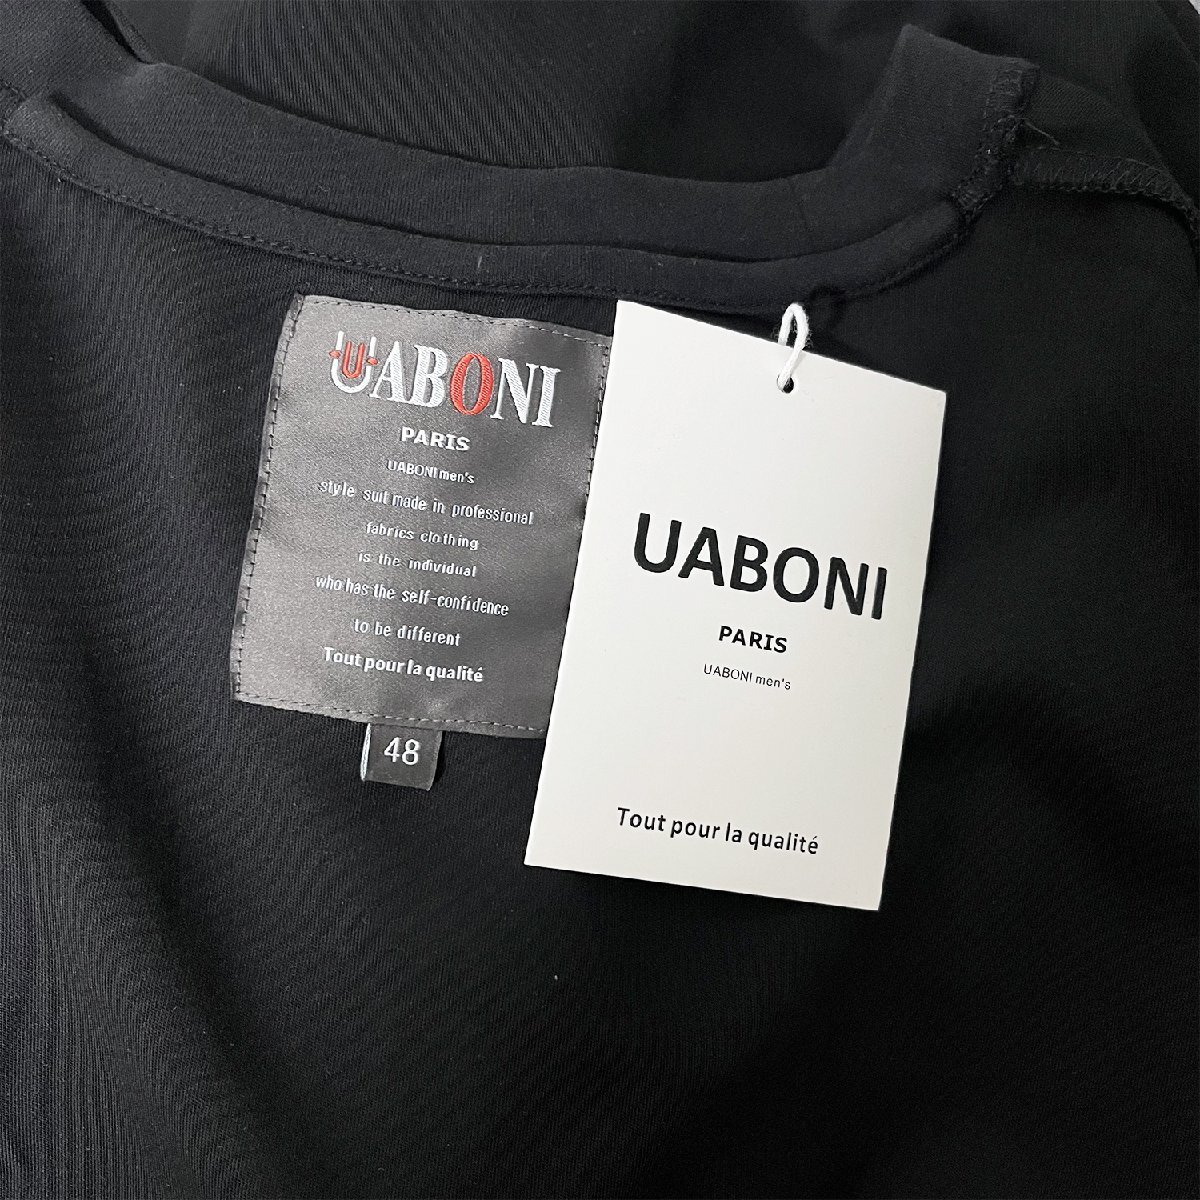 UABONI
PARIS
UABONI men's
style suit made in professional
fabrics clothing
is the individual
who has the self-confidence
to be different
Tout pour la qualité
48
UABONI
PARIS
UABONI men's
Tout pour la qualité